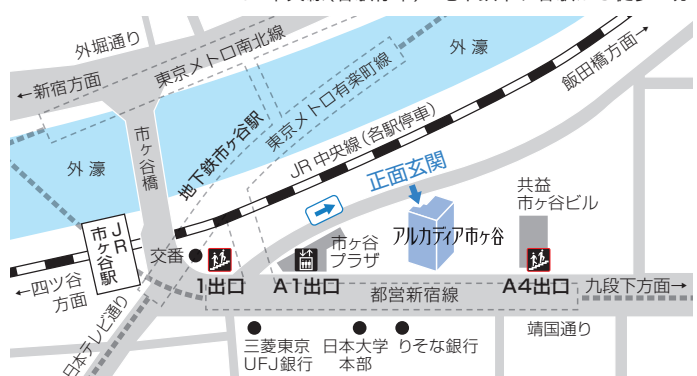 外堀通り
←新宿方面
東京メトロ南北線
外 濠
飯田橋方面→
東京メトロ有楽町線
市ヶ谷橋
地下鉄市ヶ谷駅
JR 中央線(各駅停車)
外 濠
正面玄関
共益
市ヶ谷ビル
JR
市ヶ谷駅
交番
市ヶ谷
プラザ
アルカディア市ヶ谷
←四ツ谷
方面
1出口
A1出口
都営新宿線
A4出口
九段下方面→
日本テレビ通り
靖国通り
三菱東京
UFJ銀行
日本大学
本部
りそな銀行